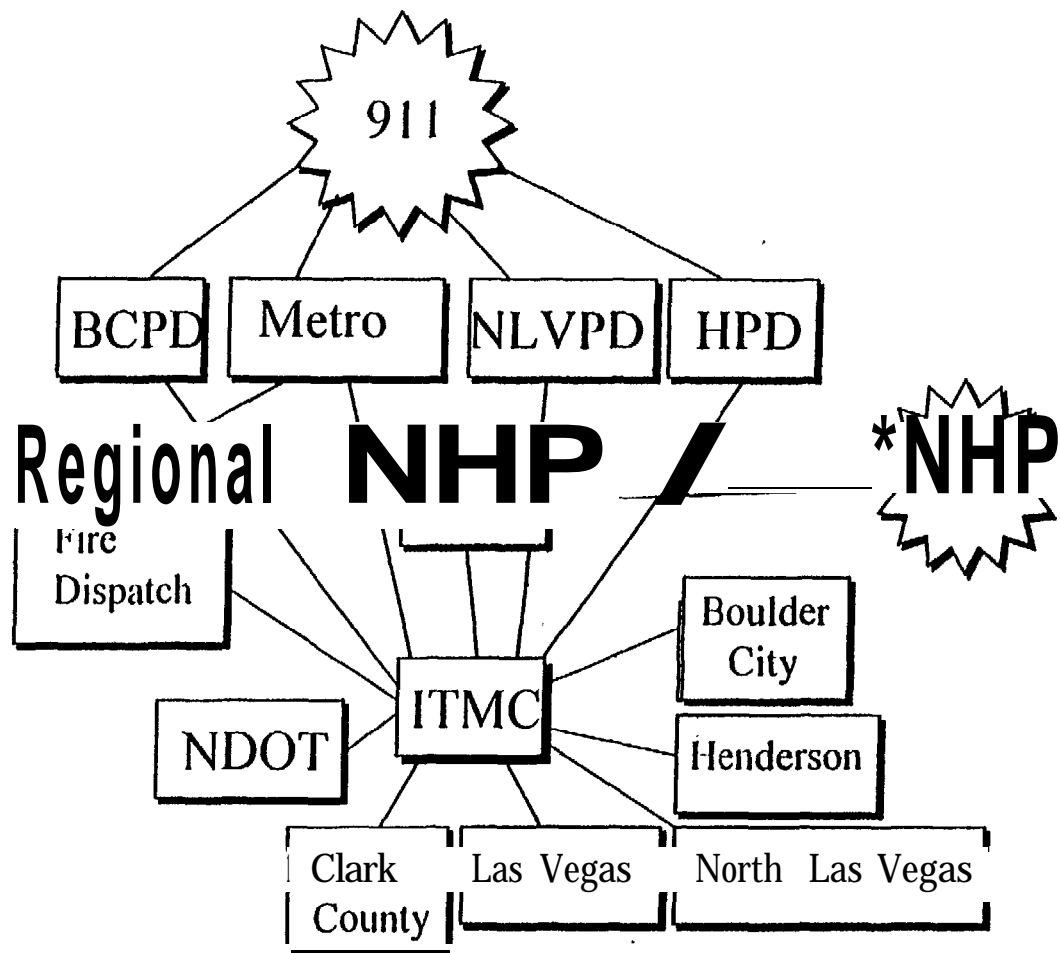 911
BCPD
Metro
NLVPD
HPD
Regional NHP / *NHP
Fire
Dispatch
Boulder
City
ITMC
NDOT
Henderson
Clark
County
Las Vegas
North Las Vegas